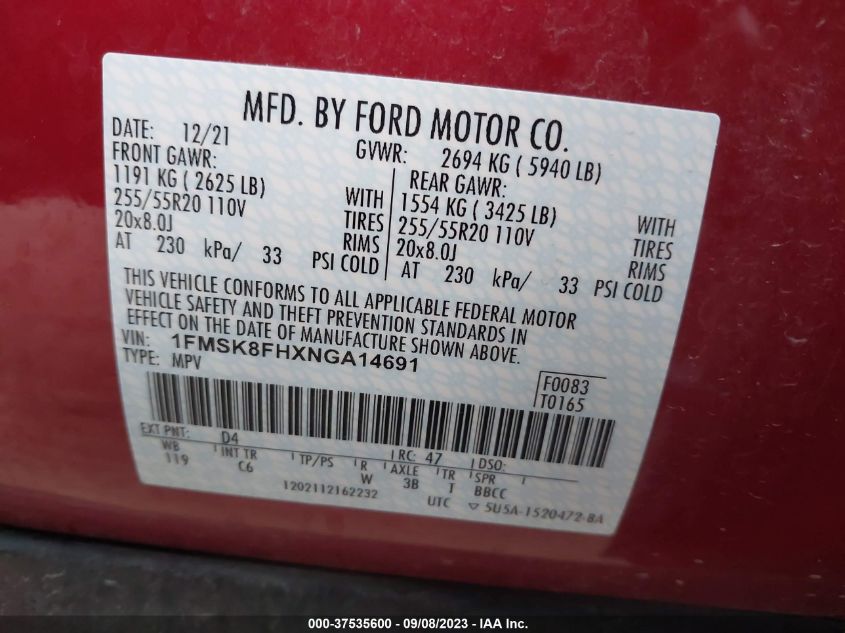 MFD. BY FORD MOTOR CO.
DATE: 12/21 GVWR: 2694 KG ( 5940 LB)
FRONT GAWR: REAR GAWR:
1191 KG ( 2625 LB) WITH 1554 KG ( 3425 LB) WITH
255/55R20 110V TIRES 255/55R20 110V TIRES
20x8.0J RIMS 20x8.0J RIMS
AT 230 kPa/ 33 PSI COLD AT 230 kPa/ 33 PSI COLD
THIS VEHICLE CONFORMS TO ALL APPLICABLE FEDERAL MOTOR
VEHICLE SAFETY AND THEFT PREVENTION STANDARDS IN
EFFECT ON THE DATE OF MANUFACTURE SHOWN ABOVE.
VIN: 1FMSK8FHXNGA14691
TYPE: MPV
F0083
T0165
EXT PNT: D4 RC: 47 DSO:
WB INT TR TP/PS R AXLE TR SPR
119 C6 W 3B T BBCC
1202112162232 UTC ▽ 5U5A-1520472-BA
000-37535600 - 09/08/2023 - IAA Inc.